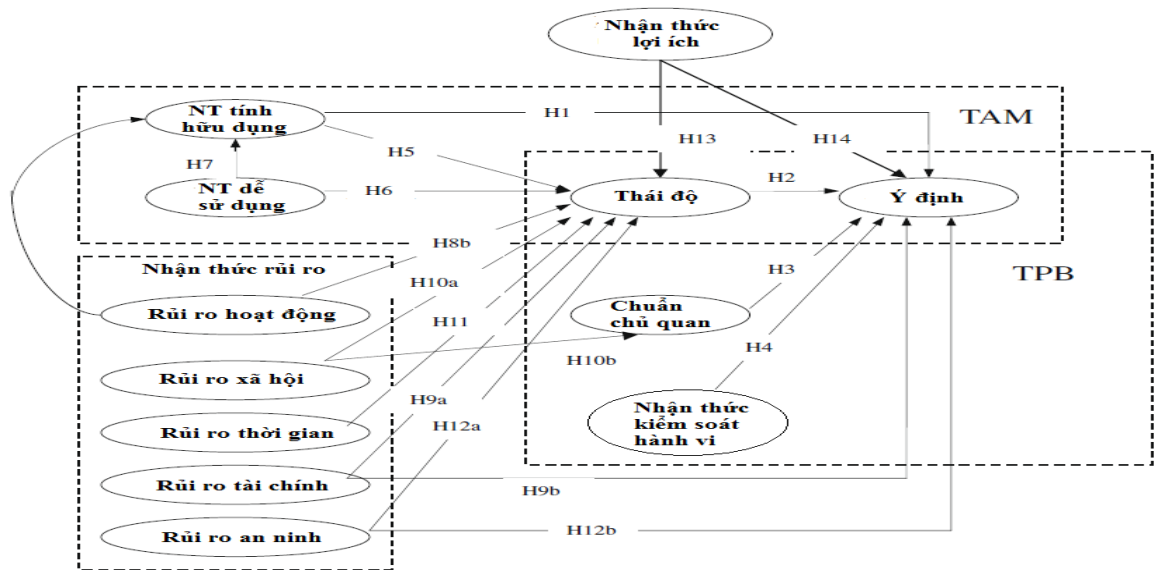 Nhận thức
lợi ích
NT tính
hữu dụng
H1
TAM
H5
H13
H14
H7
NT dễ
sử dụng
H6
Thái độ
H2
Ý định
H8b
Nhận thức rủi ro
H10a
H3
TPB
Rủi ro hoạt động
H11
Chuẩn
chủ quan
H4
H10b
Rủi ro xã hội
H9a
Nhận thức
kiểm soát
hành vi
H12a
Rủi ro thời gian
Rủi ro tài chính
H9b
Rủi ro an ninh
H12b